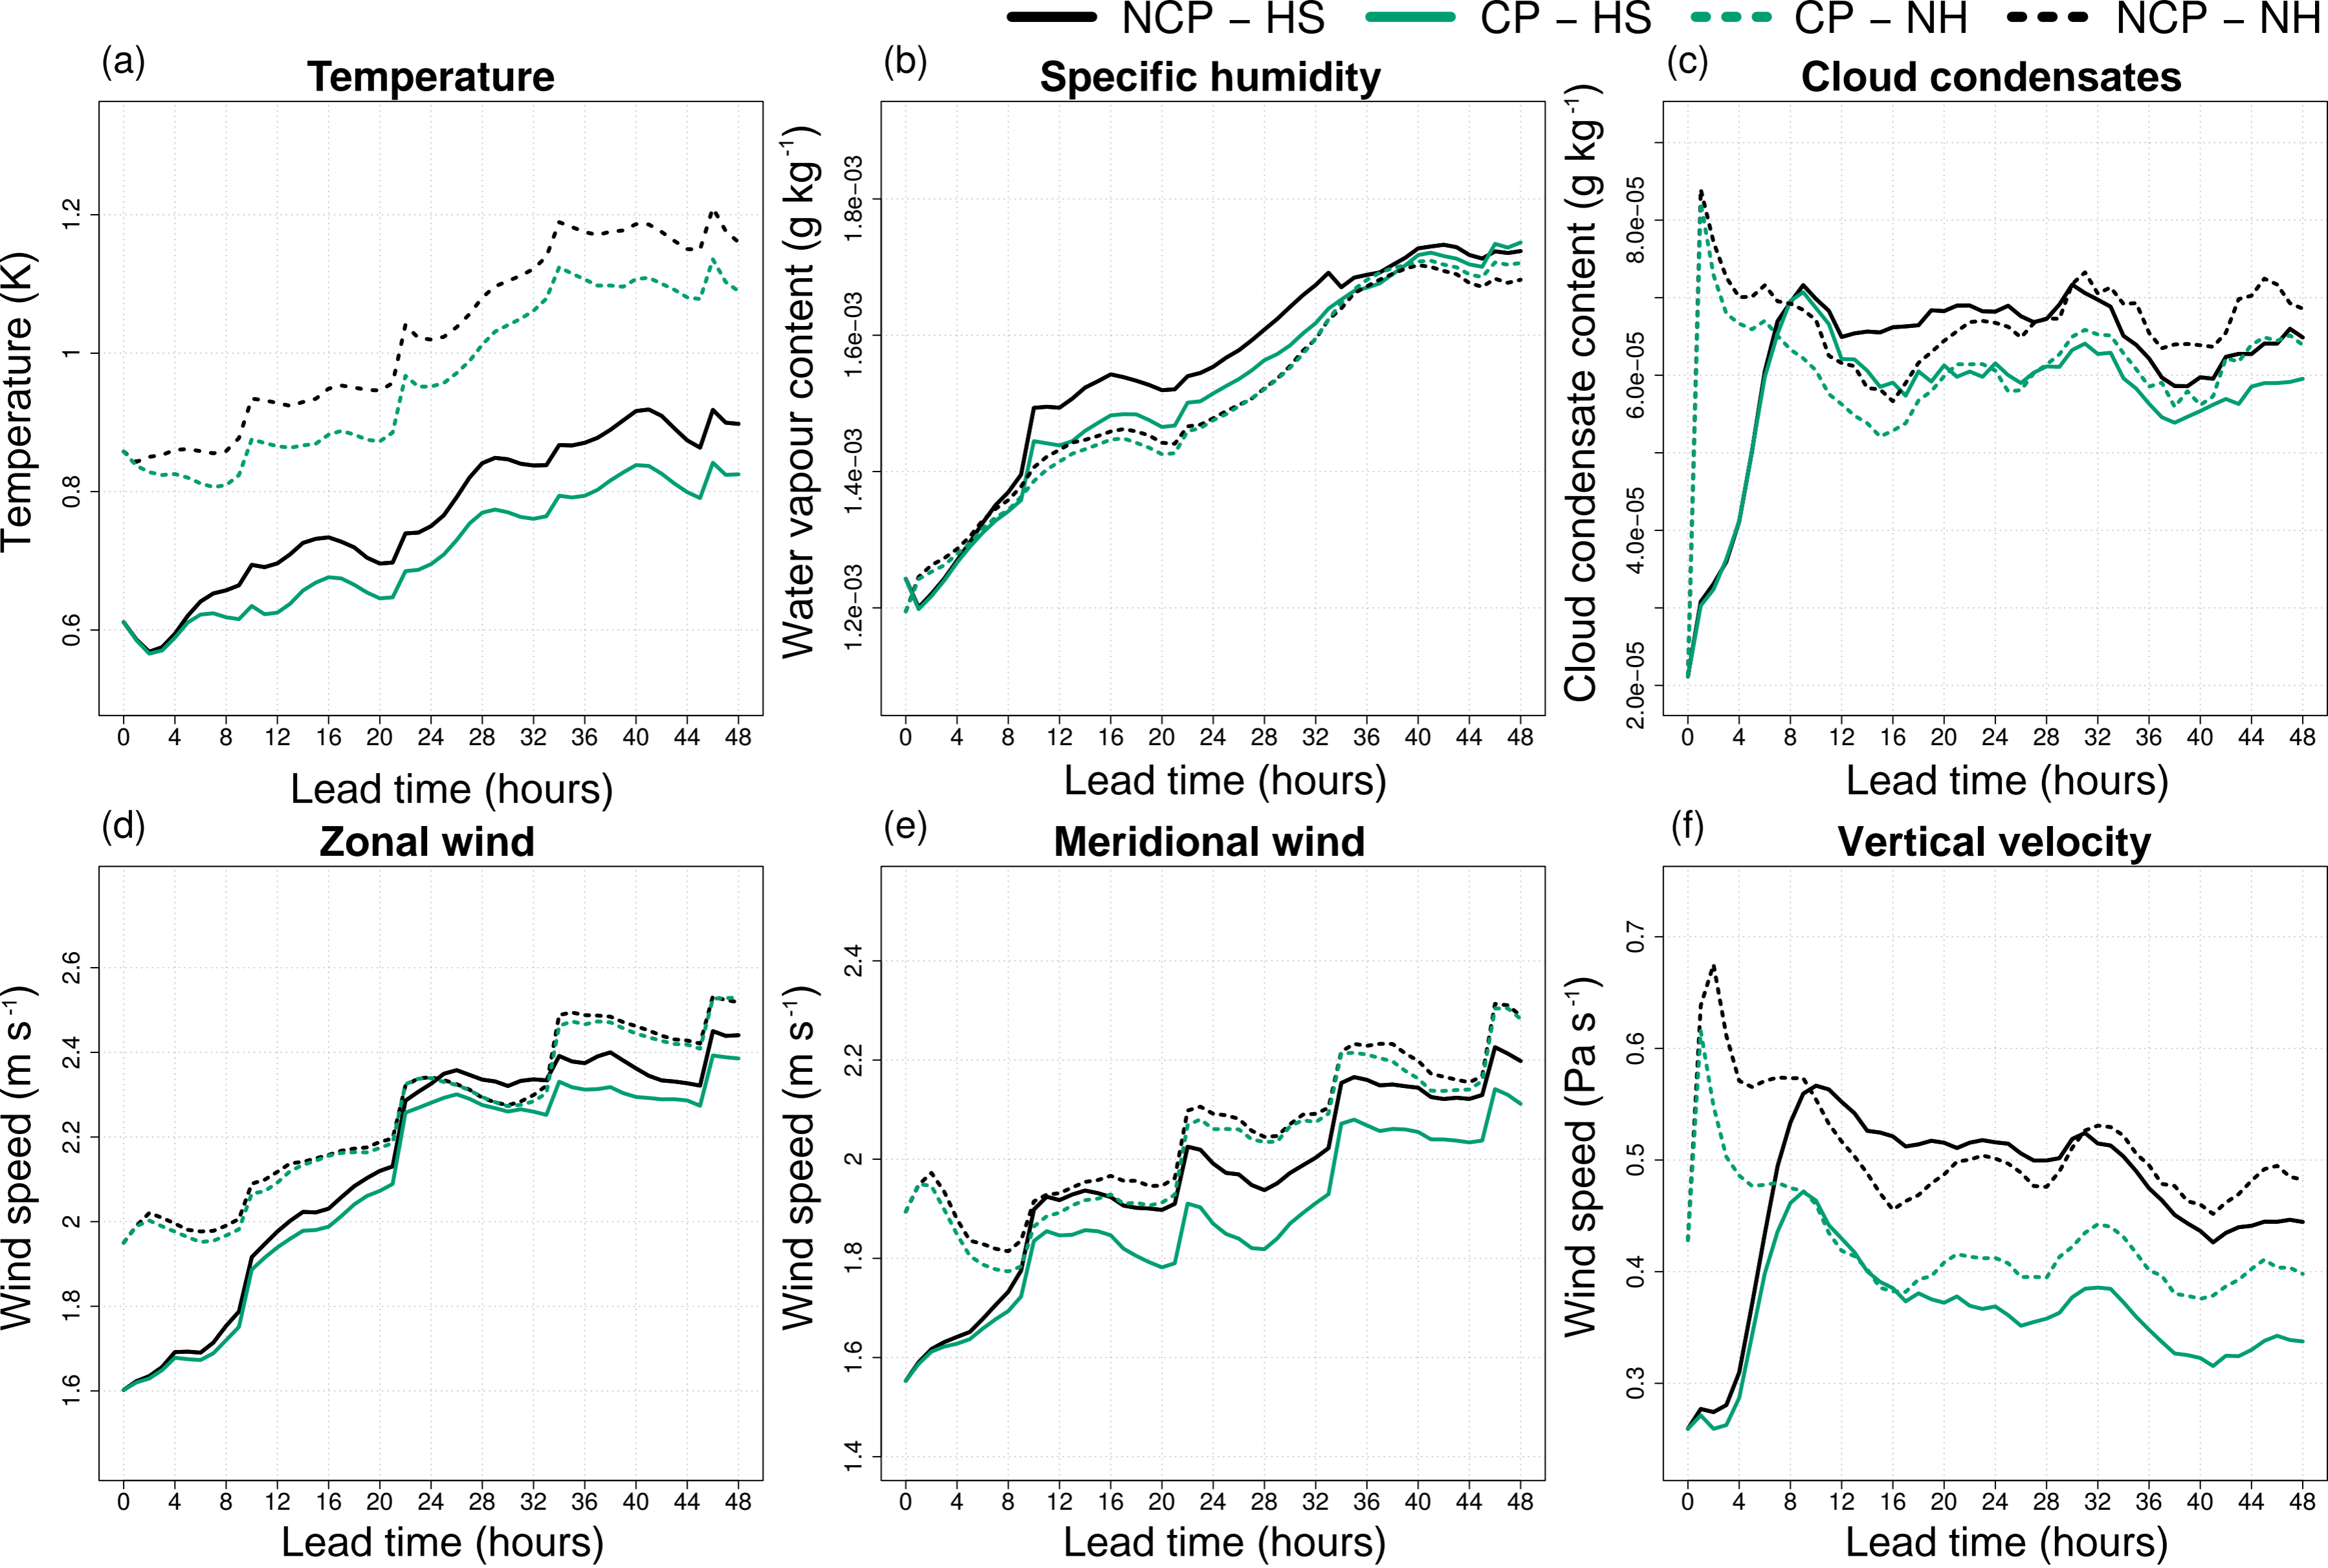 NCP – HS CP – HS CP – NH NCP – NH
(a) Temperature
(b) Specific humidity
(c) Cloud condensates
Temperature (K)
0.6 0.8 1 1.2
0 4 8 12 16 20 24 28 32 36 40 44 48
Lead time (hours)
Water vapour content (g kg-1)
1.2e−03 1.4e−03 1.6e−03 1.8e−03
0 4 8 12 16 20 24 28 32 36 40 44 48
Lead time (hours)
Cloud condensate content (g kg-1)
2.0e−05 4.0e−05 6.0e−05 8.0e−05
0 4 8 12 16 20 24 28 32 36 40 44 48
Lead time (hours)
(d) Zonal wind
(e) Meridional wind
(f) Vertical velocity
Wind speed (m s-1)
1.6 1.8 2 2.2 2.4 2.6
0 4 8 12 16 20 24 28 32 36 40 44 48
Lead time (hours)
Wind speed (m s-1)
1.4 1.6 1.8 2 2.2 2.4
0 4 8 12 16 20 24 28 32 36 40 44 48
Lead time (hours)
Wind speed (Pa s-1)
0.3 0.4 0.5 0.6 0.7
0 4 8 12 16 20 24 28 32 36 40 44 48
Lead time (hours)